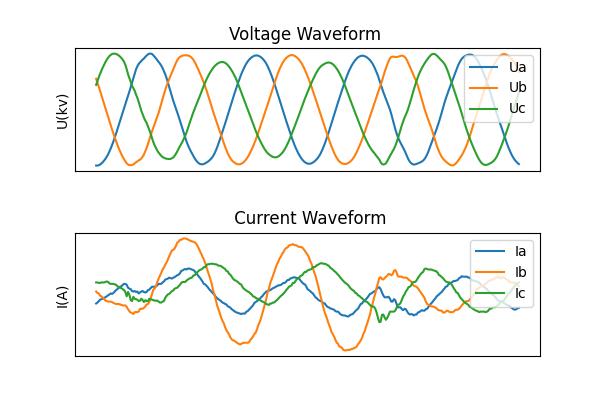 Voltage Waveform
U(kv)
Ua
Ub
Uc
Current Waveform
I(A)
Ia
Ib
Ic